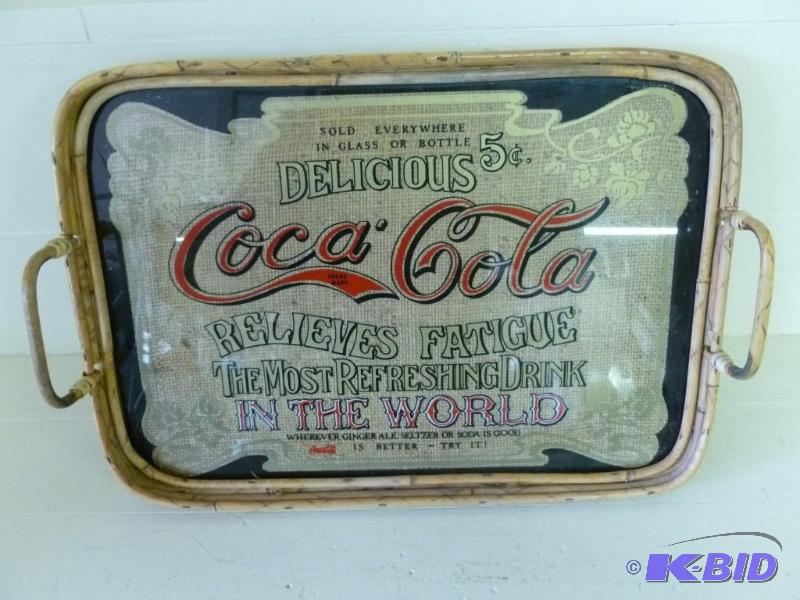 SOLD EVERYWHERE
IN GLASS OR BOTTLE 5¢.
DELICIOUS
Coca-Cola
TRADE
MARK
RELIEVES FATIGUE
THE MOST REFRESHING DRINK
IN THE WORLD
WHEREVER GINGER ALE, SELTZER OR SODA IS GOOD
Coca-Cola IS BETTER - TRY IT!
© K-BID